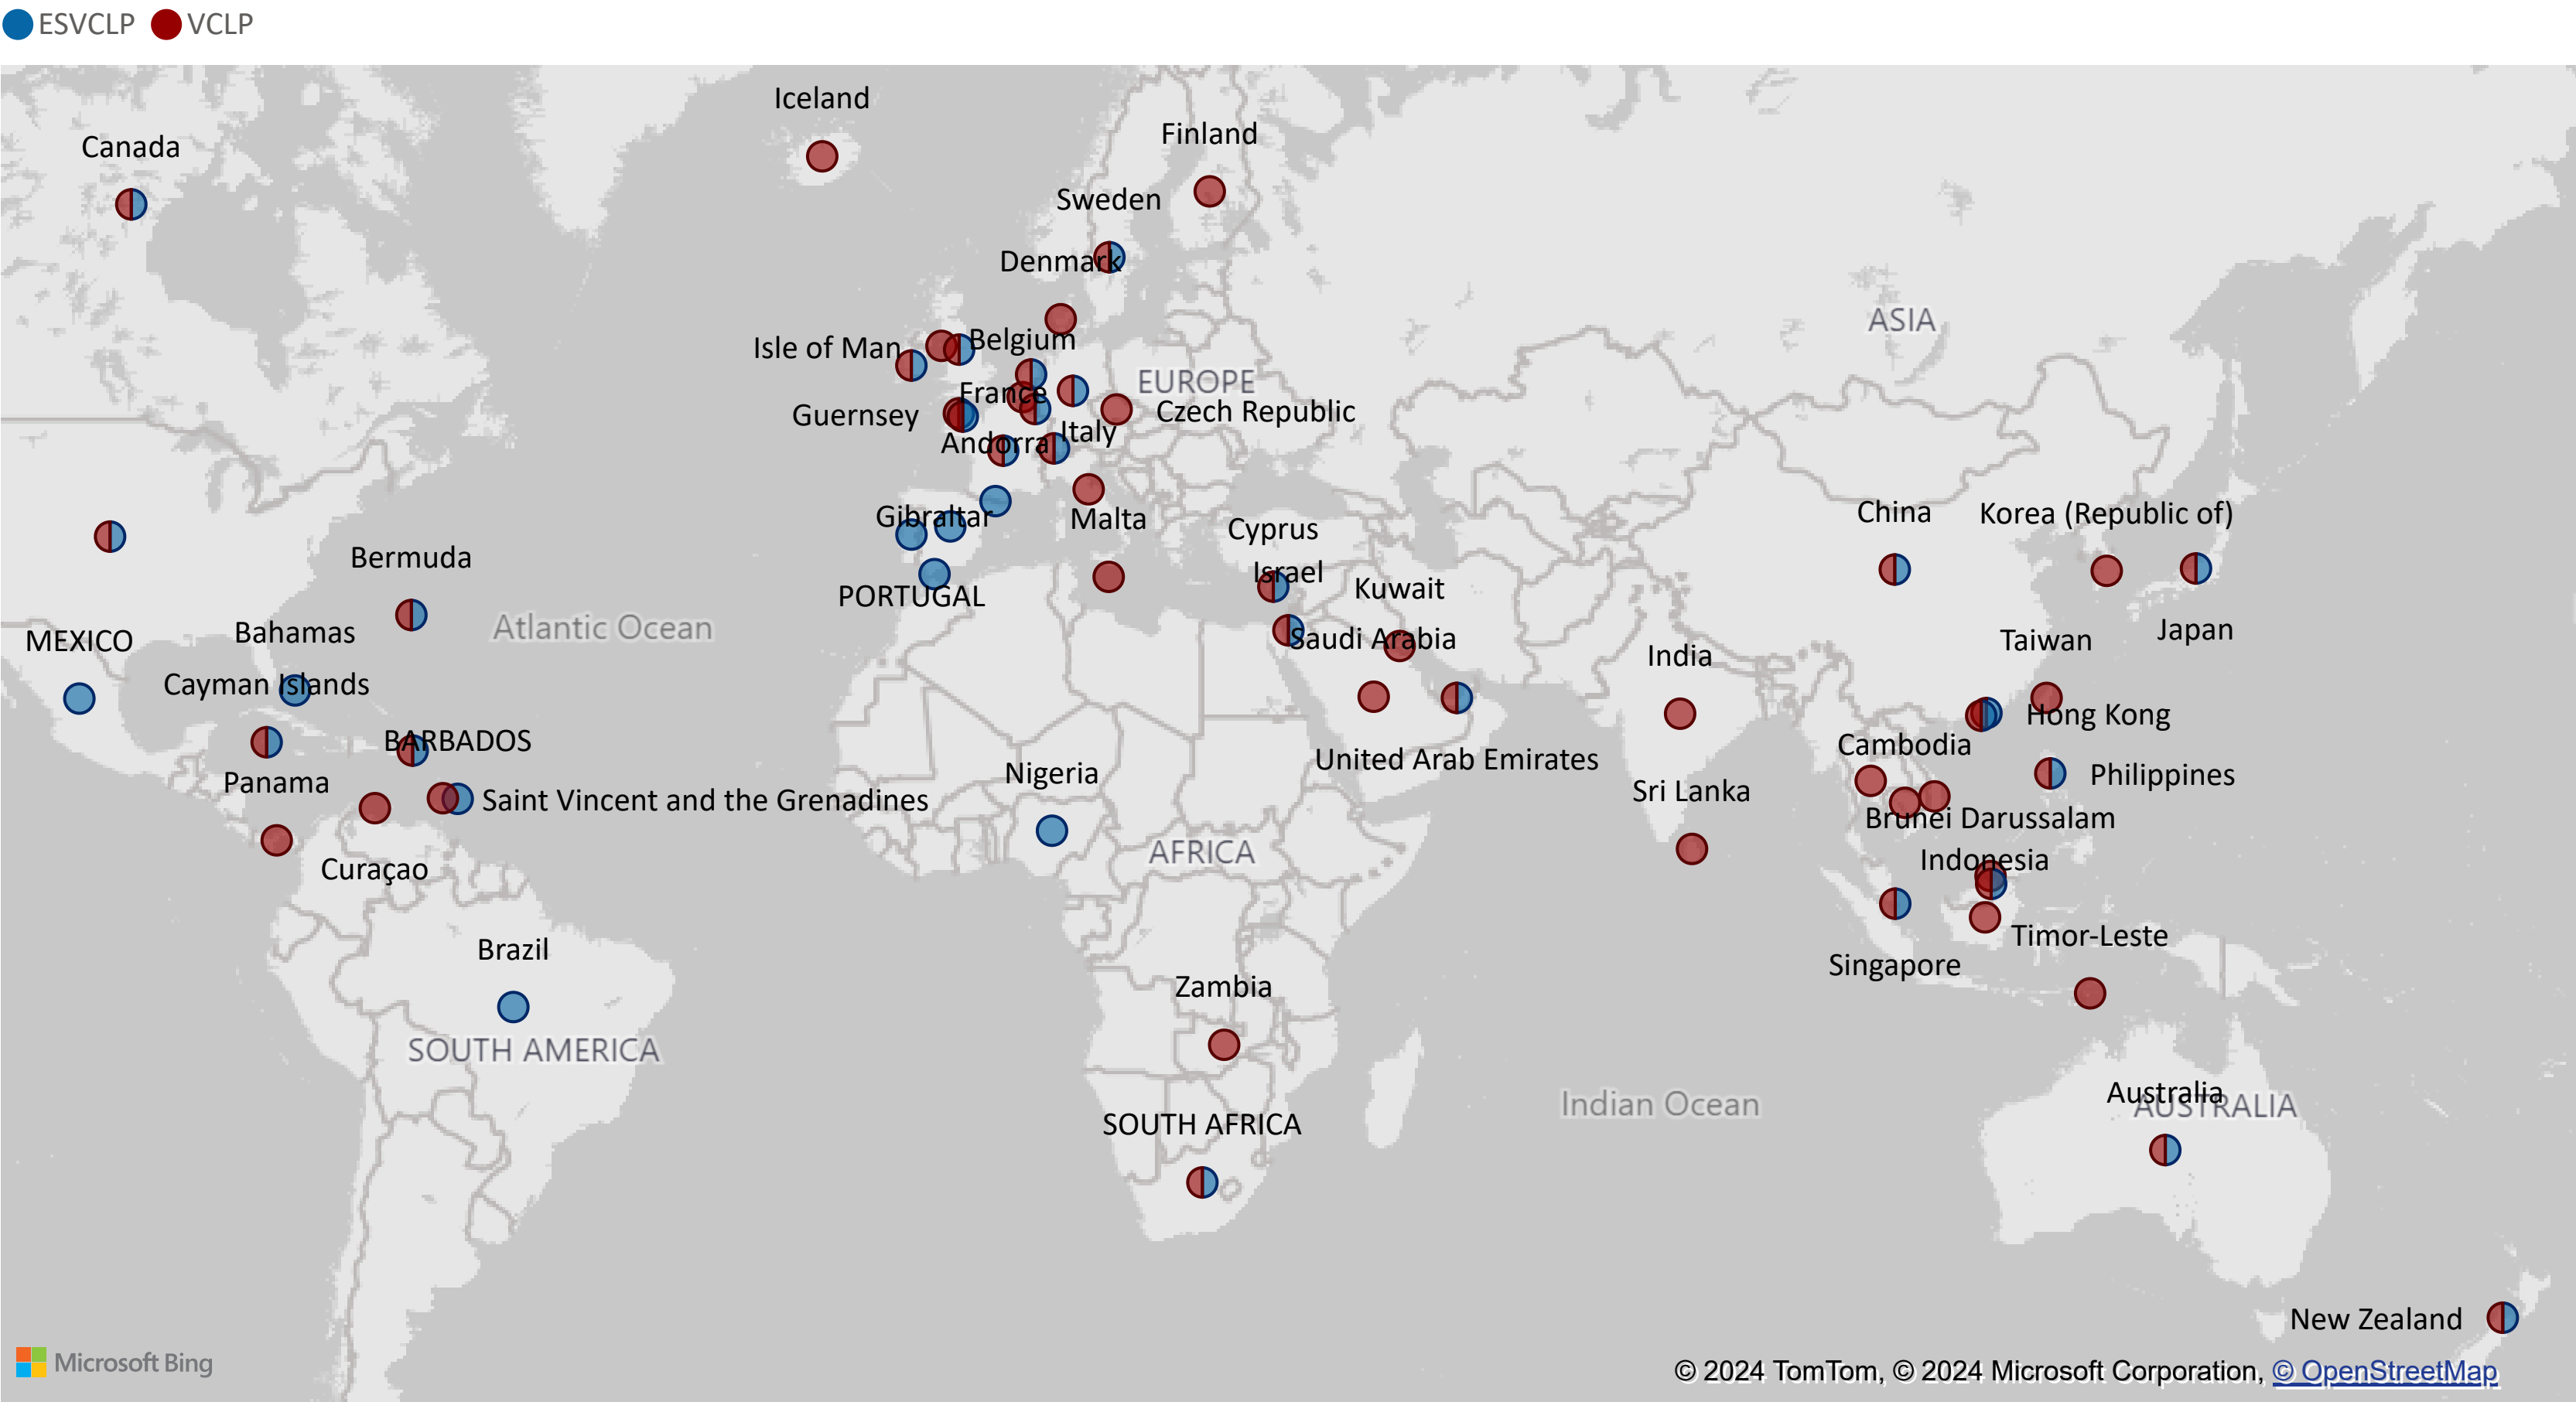 ESVCLP VCLP
Iceland
Finland
Canada
Sweden
Denmark
ASIA
Isle of Man
Belgium
EUROPE
France
Czech Republic
Guernsey
Italy
Andorra
China
Korea (Republic of)
Gibraltar
Malta
Cyprus
Bermuda
Israel
Kuwait
PORTUGAL
Atlantic Ocean
Bahamas
MEXICO
Saudi Arabia
Taiwan
Japan
India
Cayman Islands
Hong Kong
BARBADOS
Cambodia
United Arab Emirates
Nigeria
Philippines
Panama
Sri Lanka
Saint Vincent and the Grenadines
Brunei Darussalam
AFRICA
Indonesia
Curaçao
Timor-Leste
Brazil
Singapore
Zambia
SOUTH AMERICA
Australia
AUSTRALIA
Indian Ocean
SOUTH AFRICA
New Zealand
Microsoft Bing
© 2024 TomTom, © 2024 Microsoft Corporation, © OpenStreetMap